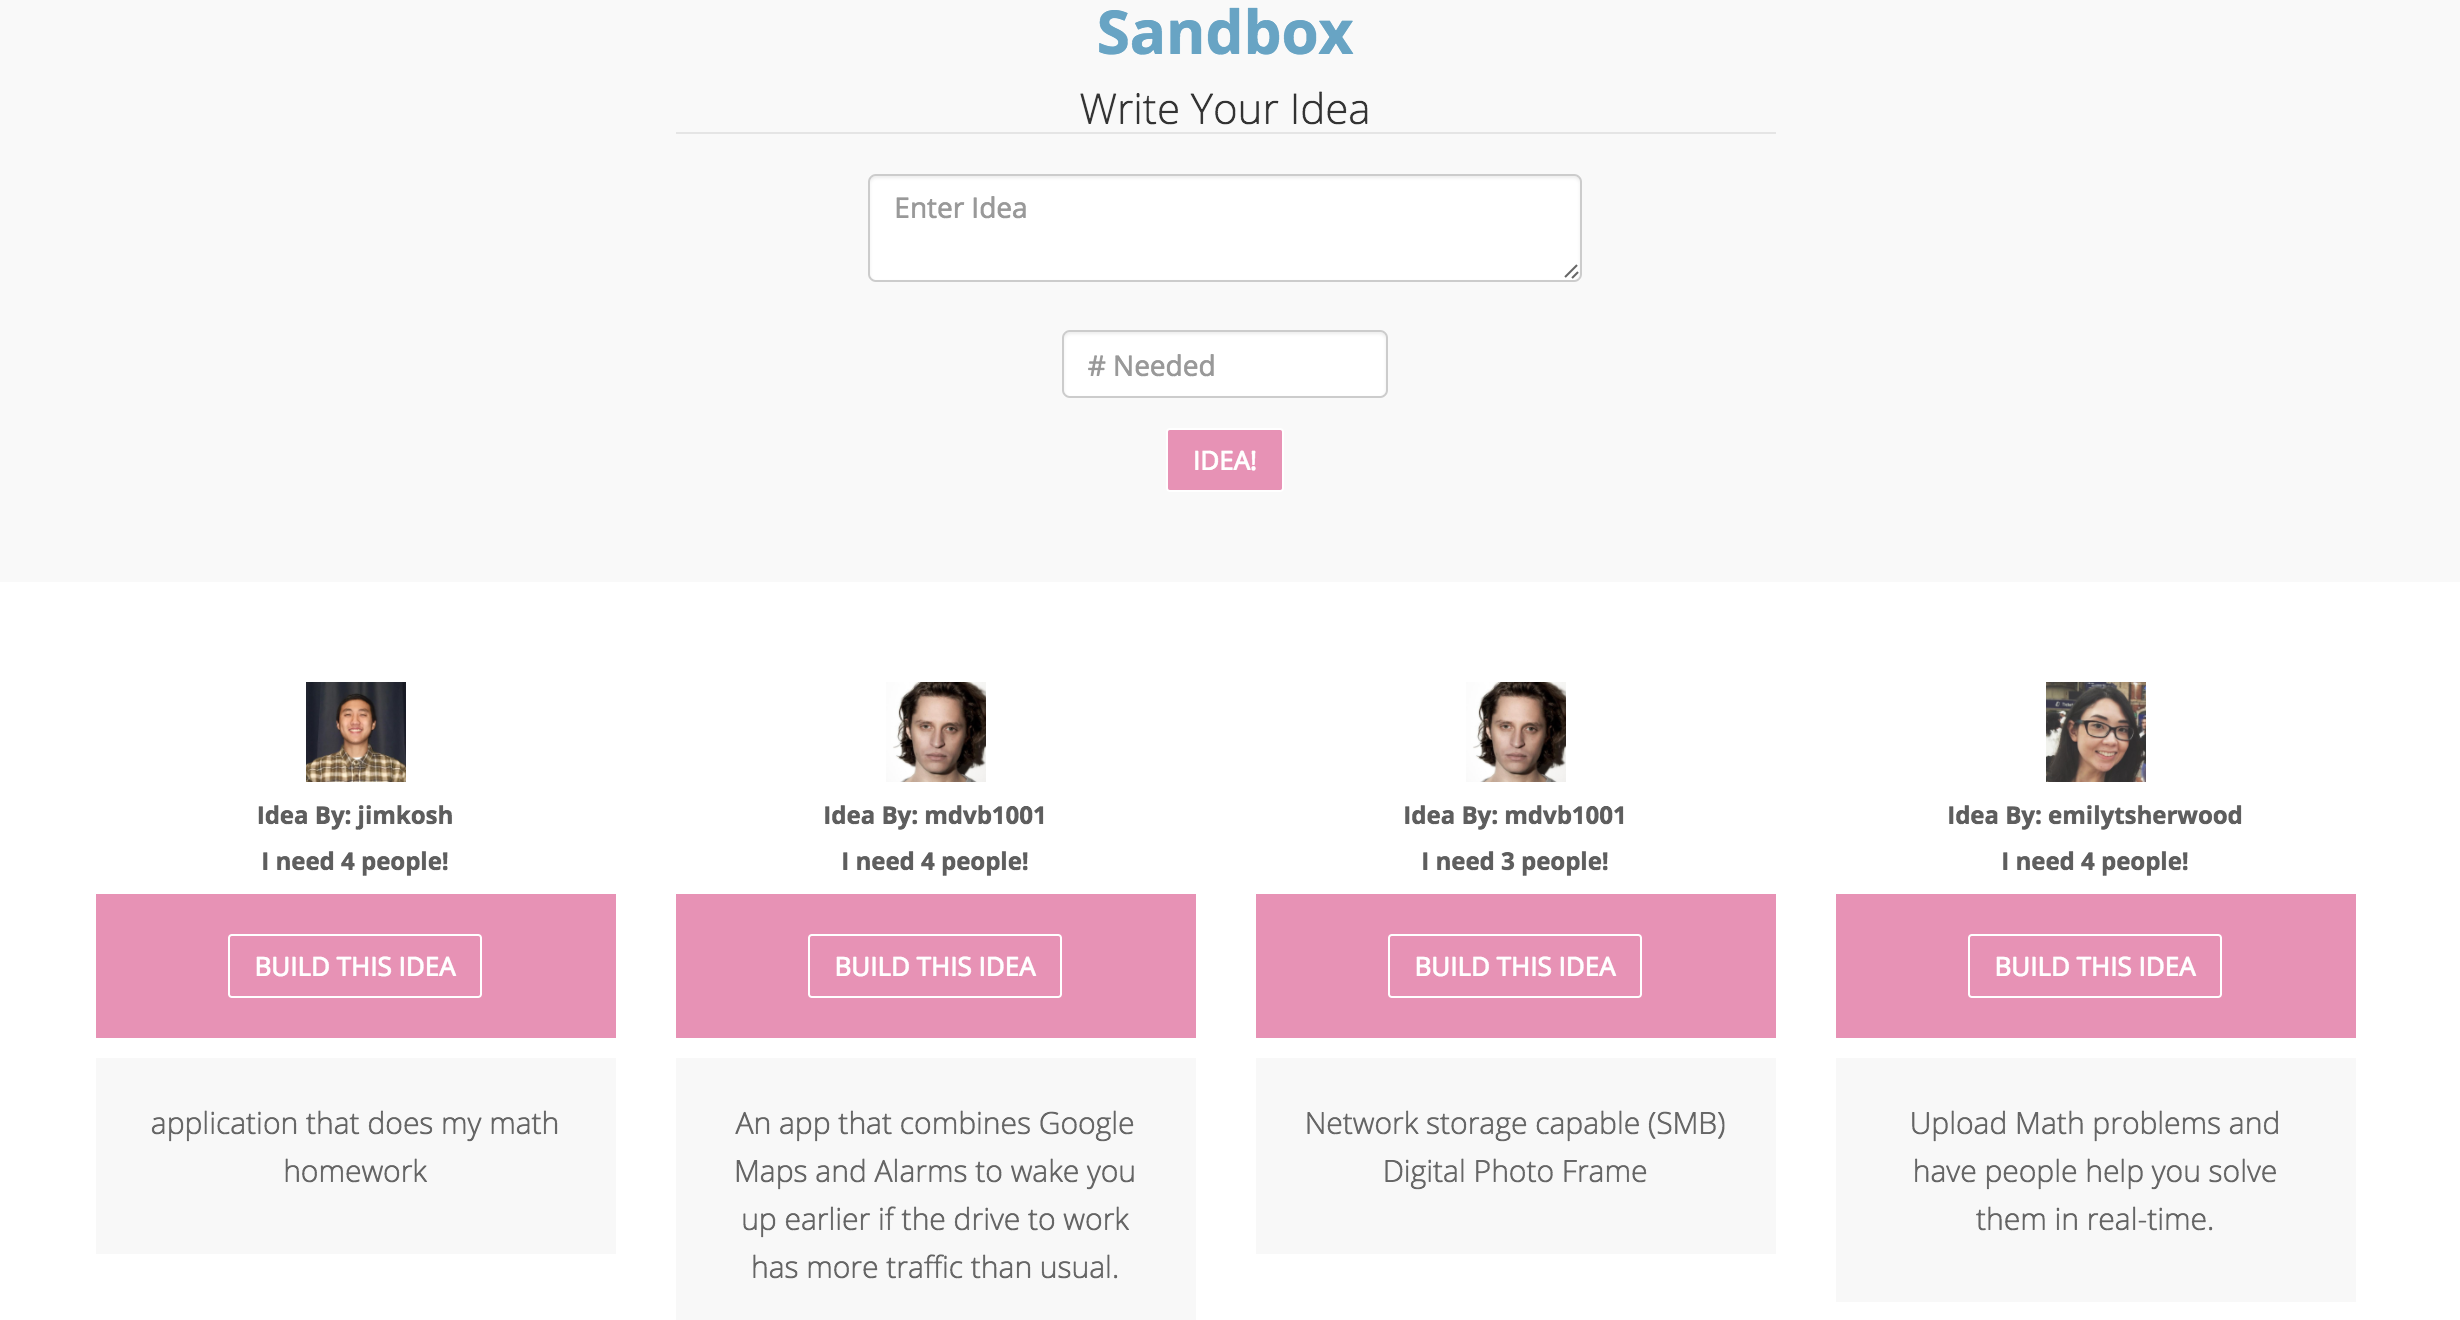 Sandbox
Write Your Idea
Enter Idea
# Needed
IDEA!
Idea By: jimkosh
I need 4 people!
BUILD THIS IDEA
application that does my math
homework
Idea By: mdvb1001
I need 4 people!
BUILD THIS IDEA
An app that combines Google
Maps and Alarms to wake you
up earlier if the drive to work
has more traffic than usual.
Idea By: mdvb1001
I need 3 people!
BUILD THIS IDEA
Network storage capable (SMB)
Digital Photo Frame
Idea By: emilytsherwood
I need 4 people!
BUILD THIS IDEA
Upload Math problems and
have people help you solve
them in real-time.